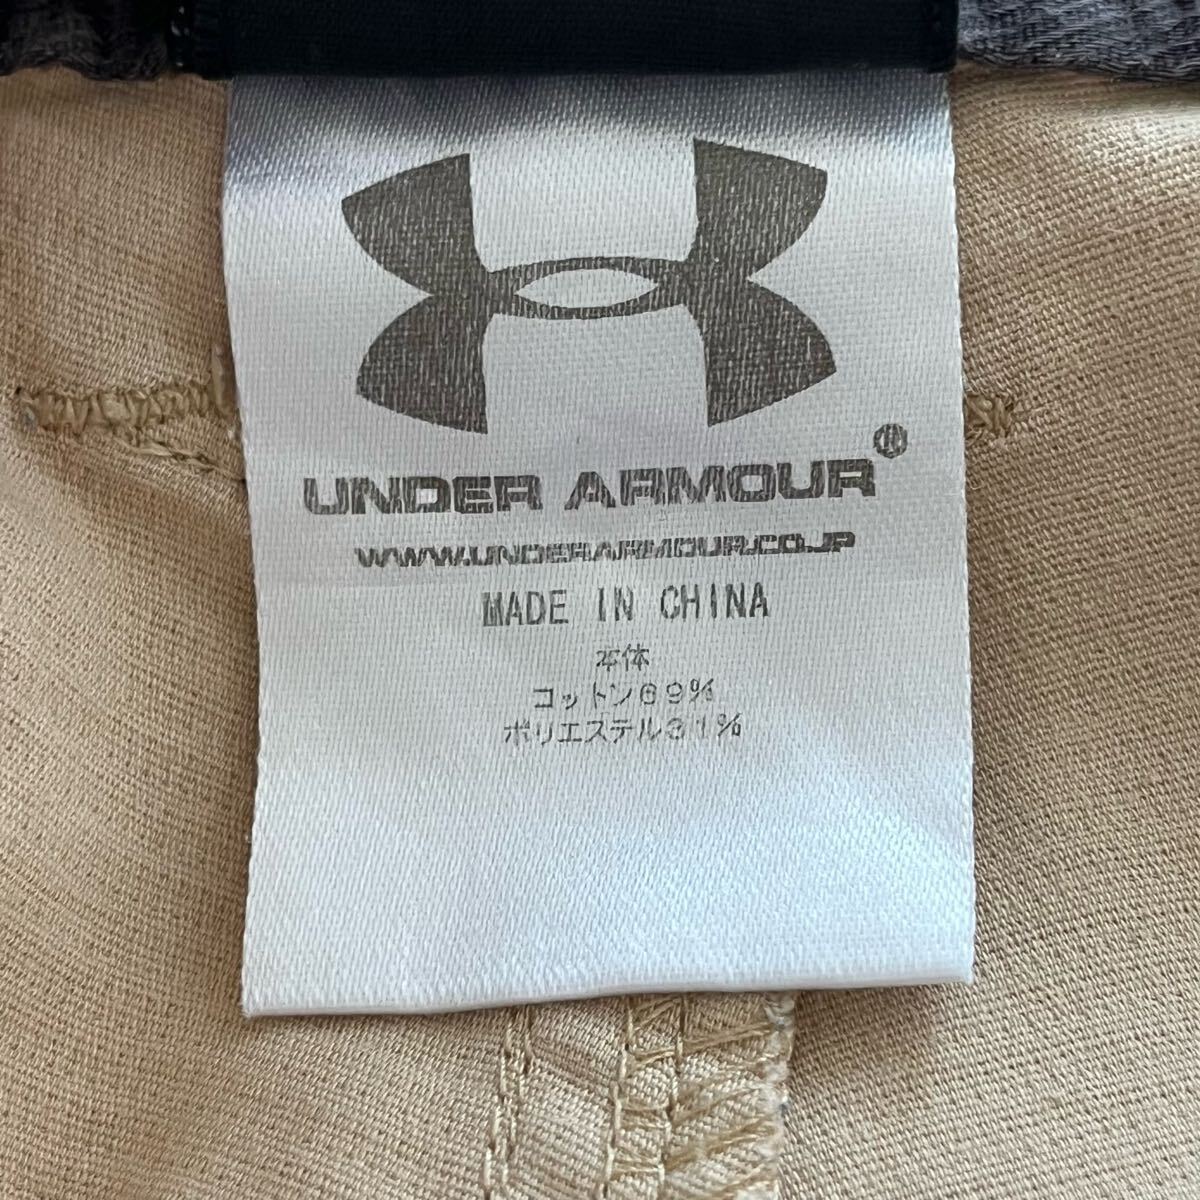 UNDER ARMOUR®
WWW.UNDERARMOUR.CO.JP
MADE IN CHINA
本体
コットン69%
ポリエステル31%